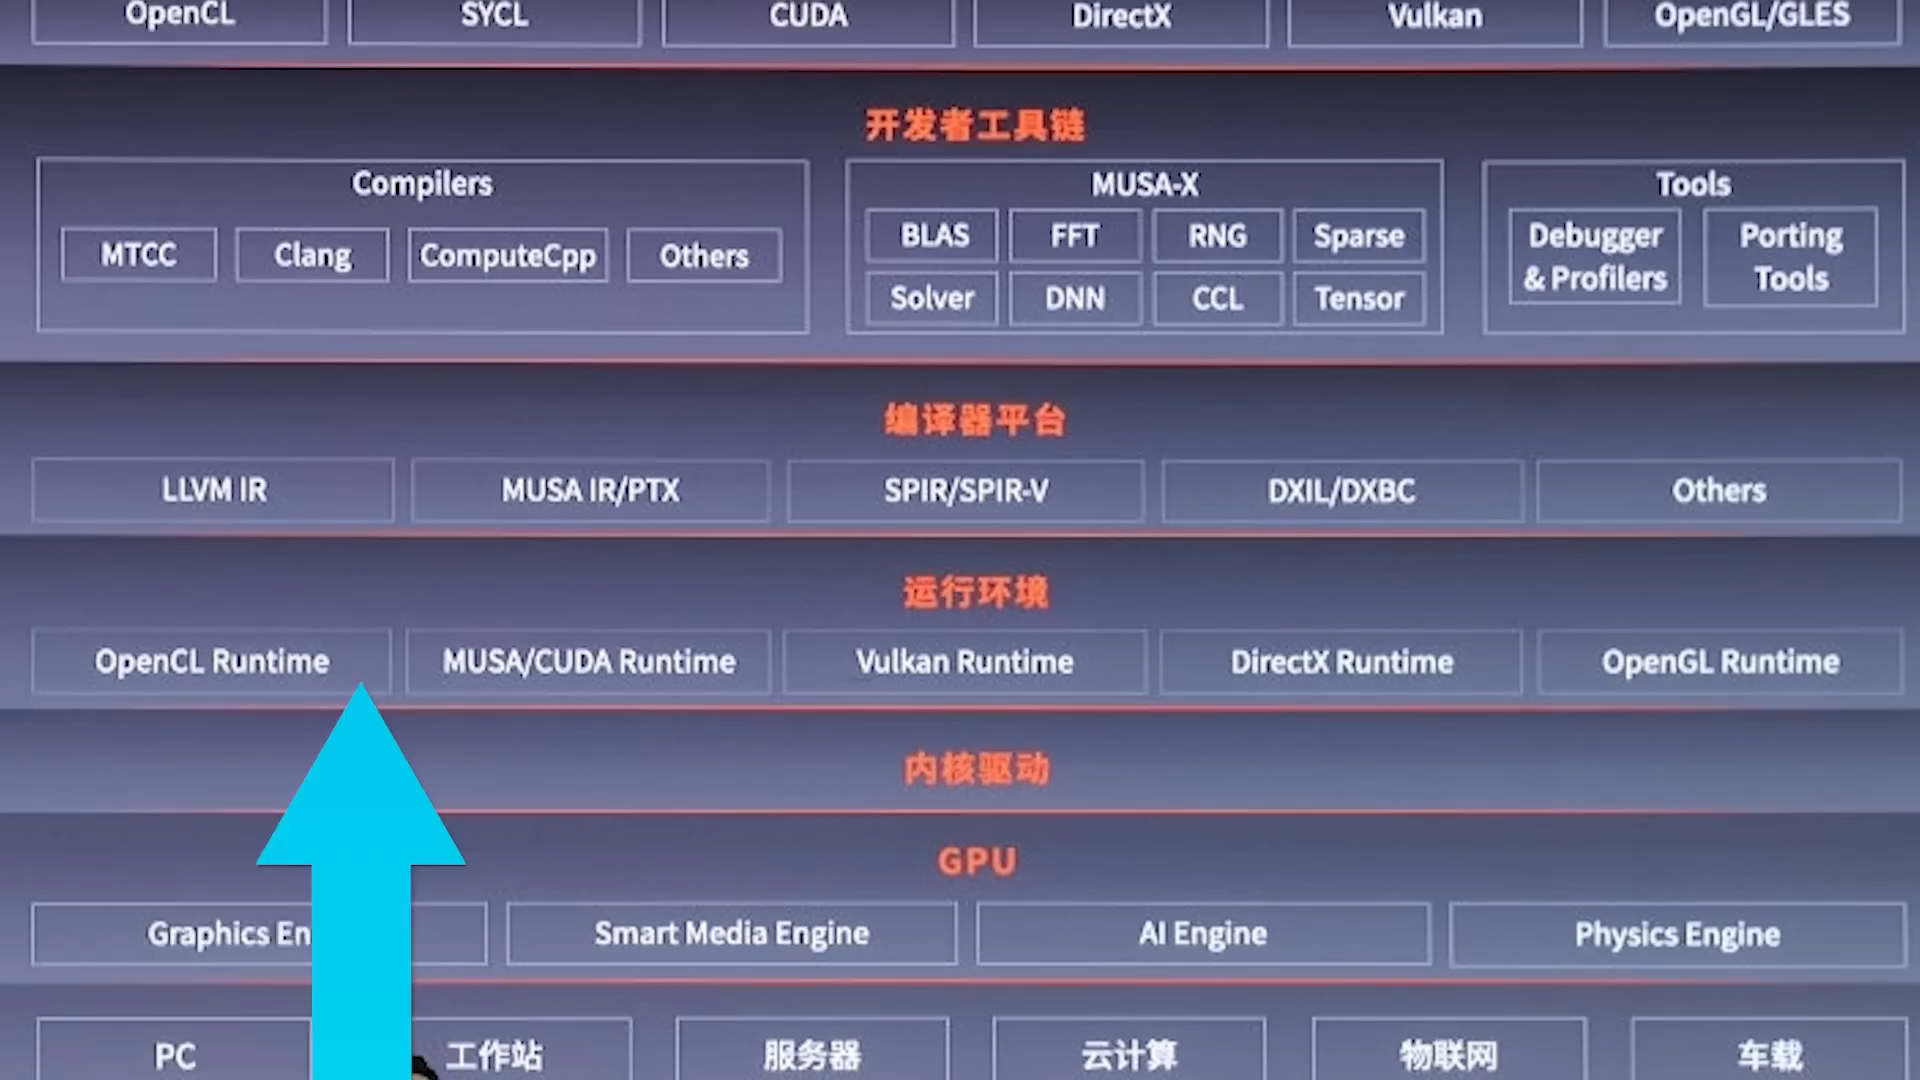 OpenCL SYCL CUDA DirectX Vulkan OpenGL/GLES
开发者工具链
Compilers
MTCC Clang ComputeCpp Others
MUSA-X
BLAS FFT RNG Sparse
Solver DNN CCL Tensor
Tools
Debugger
& Profilers
Porting
Tools
编译器平台
LLVM IR MUSA IR/PTX SPIR/SPIR-V DXIL/DXBC Others
运行环境
OpenCL Runtime MUSA/CUDA Runtime Vulkan Runtime DirectX Runtime OpenGL Runtime
内核驱动
GPU
Graphics En Smart Media Engine AI Engine Physics Engine
PC 工作站 服务器 云计算 物联网 车载